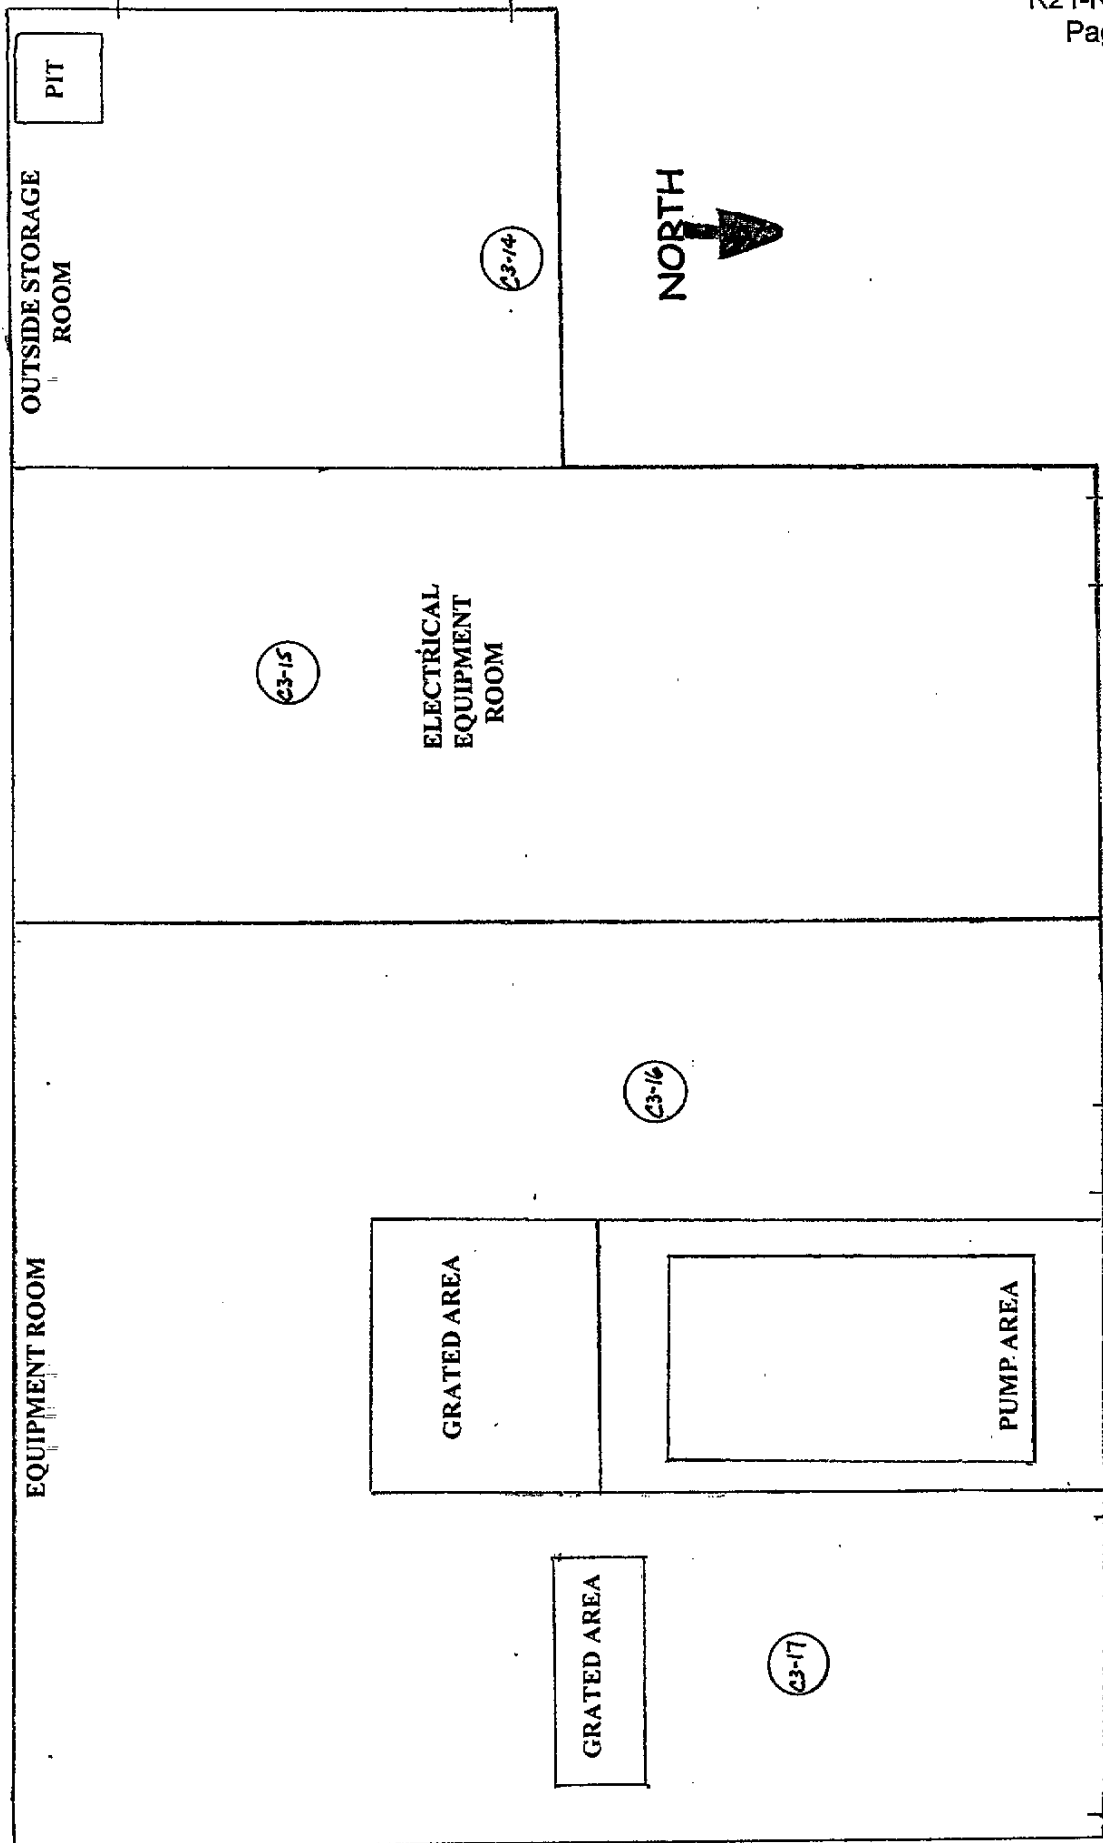 Pag
PIT
OUTSIDE STORAGE
ROOM
C3-14
NORTH
C3-15
ELECTRICAL
EQUIPMENT
ROOM
C3-16
EQUIPMENT ROOM
GRATED AREA
PUMP AREA
GRATED AREA
C3-17